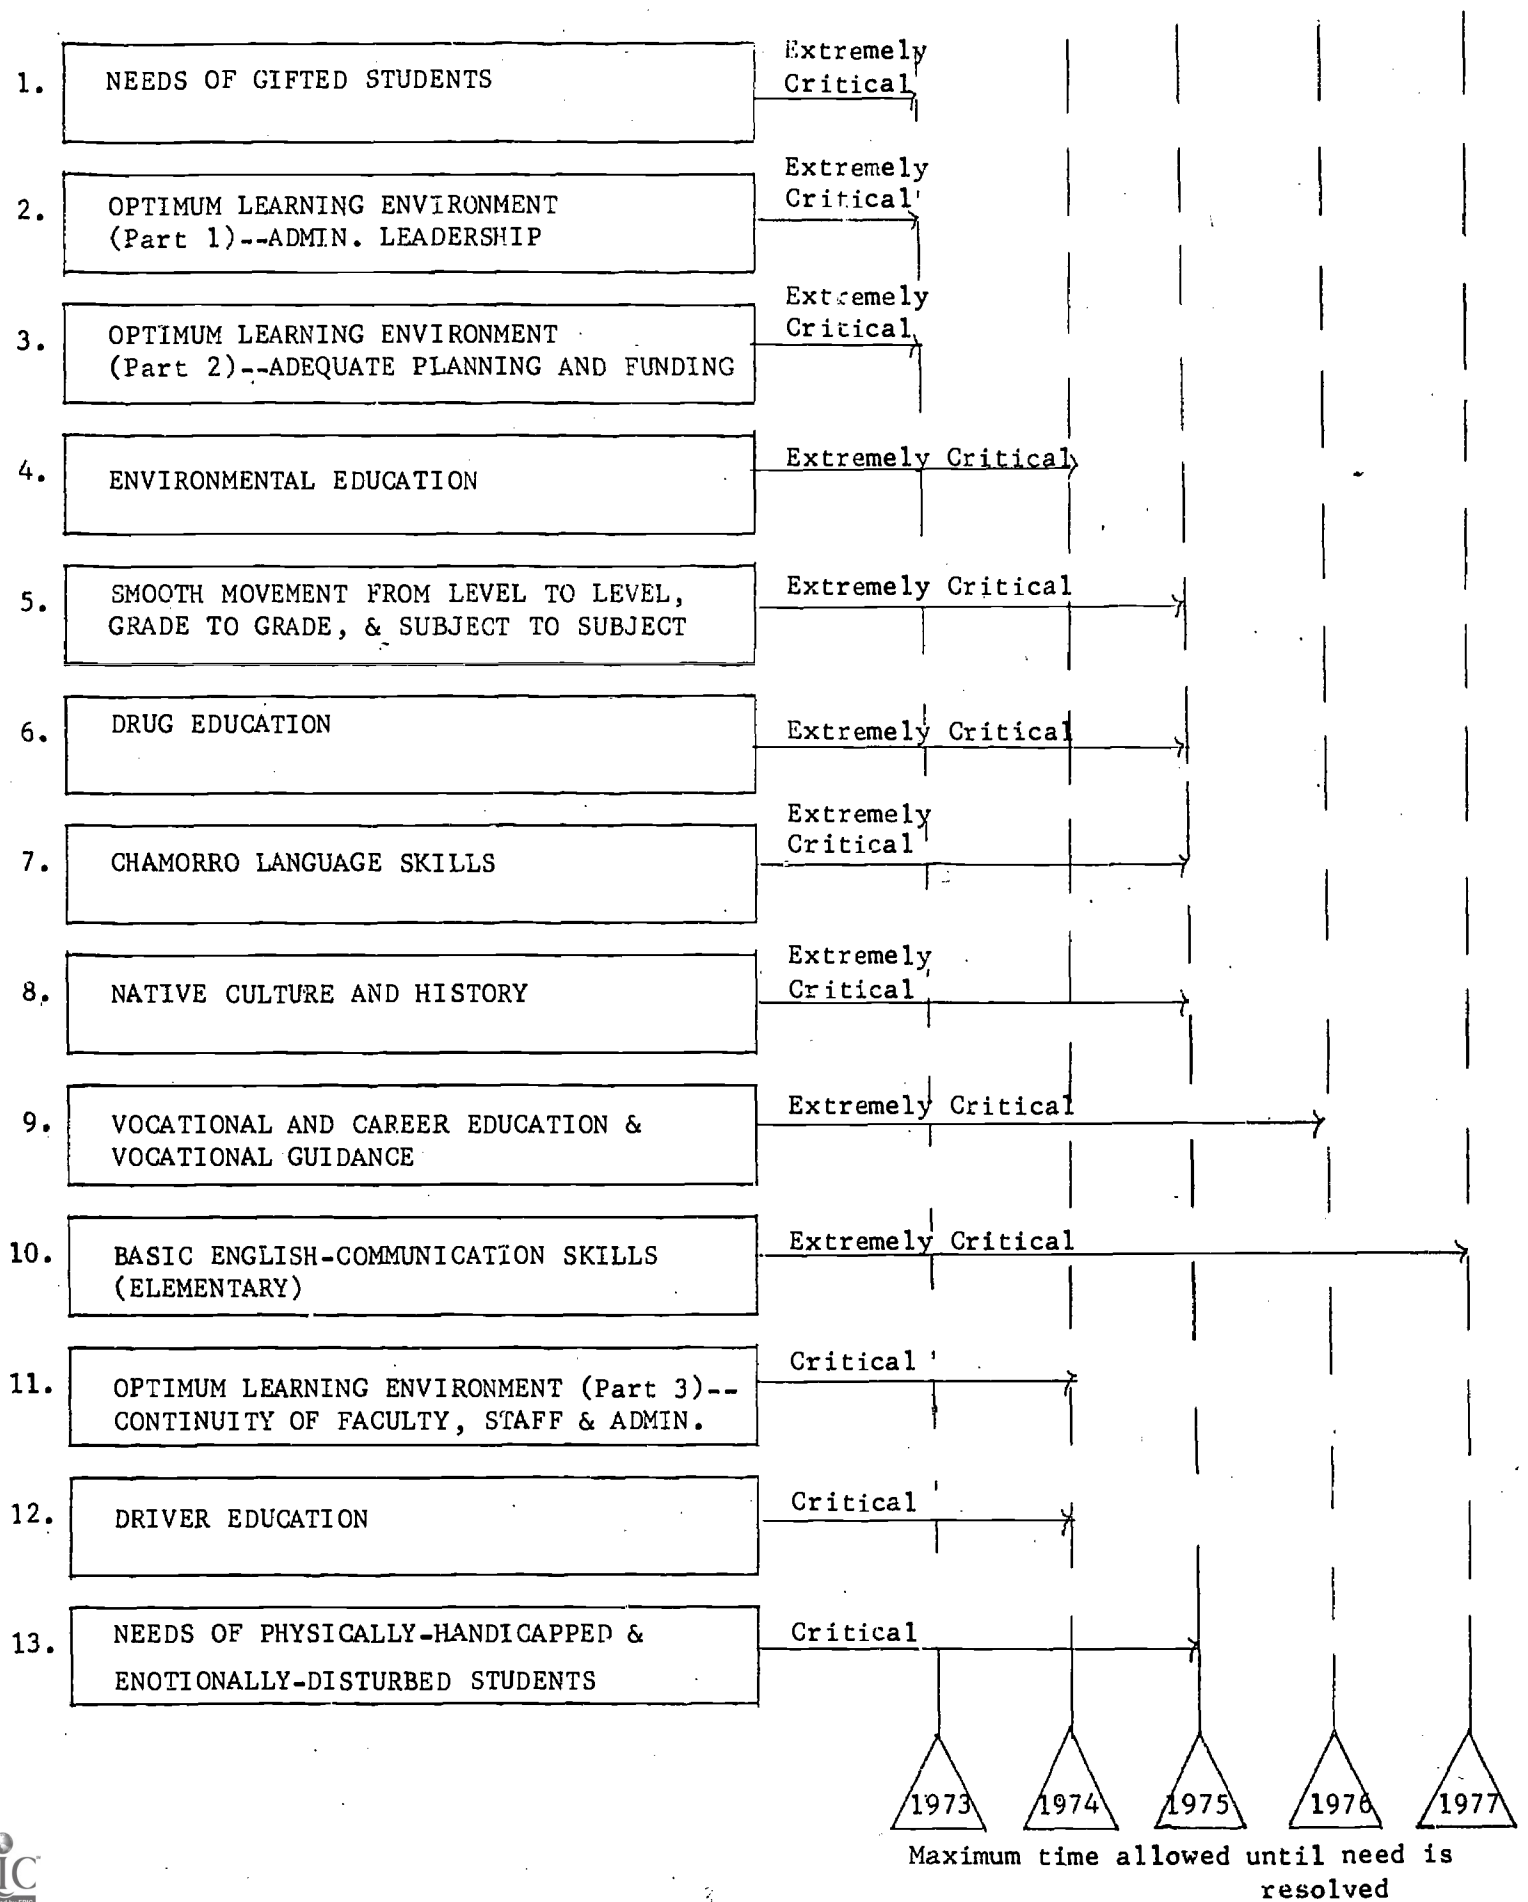 1. NEEDS OF GIFTED STUDENTS
Extremely
Critical
2. OPTIMUM LEARNING ENVIRONMENT
(Part 1)--ADMIN. LEADERSHIP
Extremely
Critical
3. OPTIMUM LEARNING ENVIRONMENT
(Part 2)--ADEQUATE PLANNING AND FUNDING
Extremely
Critical
4. ENVIRONMENTAL EDUCATION
Extremely Critical
5. SMOOTH MOVEMENT FROM LEVEL TO LEVEL,
GRADE TO GRADE, & SUBJECT TO SUBJECT
Extremely Critical
6. DRUG EDUCATION
Extremely Critical
7. CHAMORRO LANGUAGE SKILLS
Extremely
Critical
8. NATIVE CULTURE AND HISTORY
Extremely
Critical
9. VOCATIONAL AND CAREER EDUCATION &
VOCATIONAL GUIDANCE
Extremely Critical
10. BASIC ENGLISH-COMMUNICATION SKILLS
(ELEMENTARY)
Extremely Critical
11. OPTIMUM LEARNING ENVIRONMENT (Part 3)--
CONTINUITY OF FACULTY, STAFF & ADMIN.
Critical
12. DRIVER EDUCATION
Critical
13. NEEDS OF PHYSICALLY-HANDICAPPED &
ENOTIONALLY-DISTURBED STUDENTS
Critical
1973 1974 1975 1976 1977
Maximum time allowed until need is
resolved